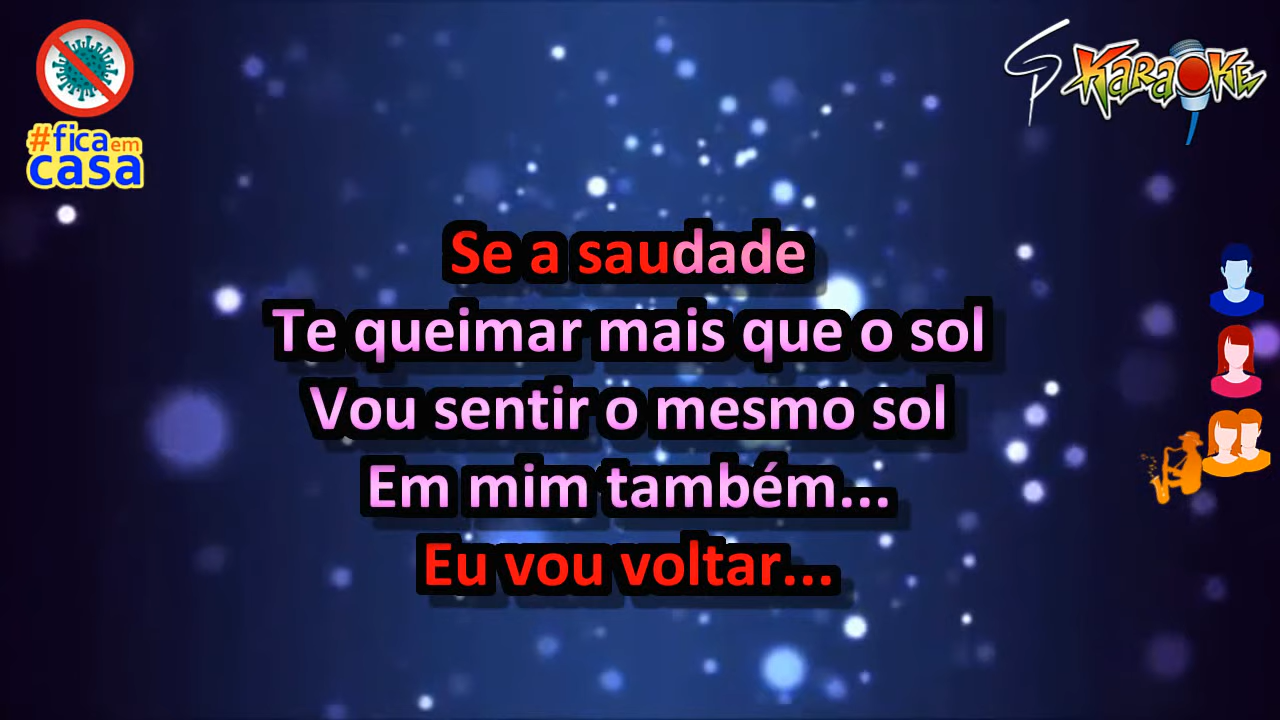 #fica em
casa
Karaoke
Se a saudade
Te queimar mais que o sol
Vou sentir o mesmo sol
Em mim também...
Eu vou voltar...